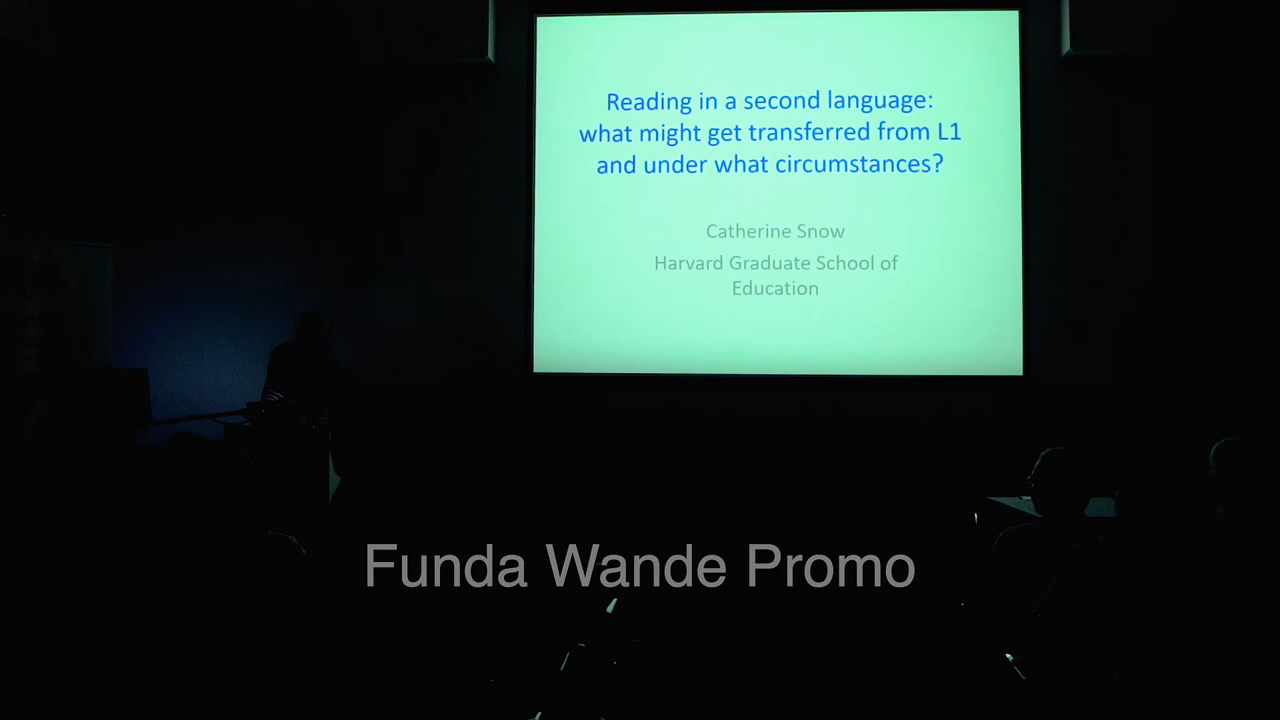 Reading in a second language:
what might get transferred from L1
and under what circumstances?
Catherine Snow
Harvard Graduate School of
Education
Funda Wande Promo